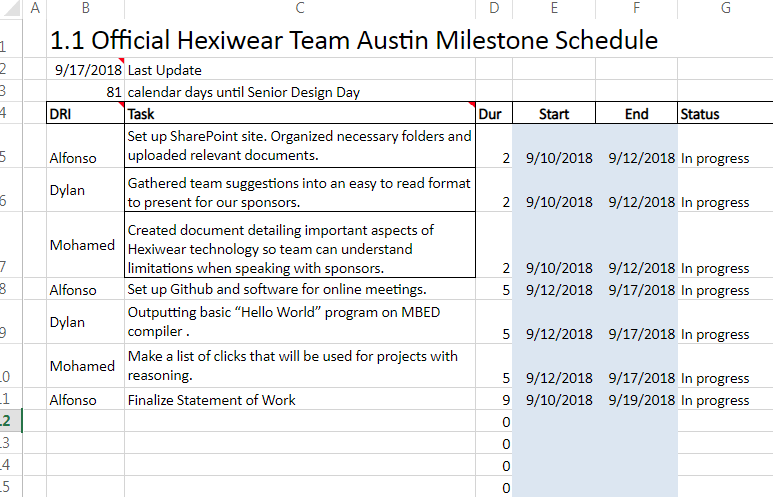 A B C D E F G
1 1.1 Official Hexiwear Team Austin Milestone Schedule
2 9/17/2018 Last Update
3 81 calendar days until Senior Design Day
4 DRI Task Dur Start End Status
Set up SharePoint site. Organized necessary folders and
5 Alfonso uploaded relevant documents. 2 9/10/2018 9/12/2018 In progress
Dylan Gathered team suggestions into an easy to read format
6 to present for our sponsors. 2 9/10/2018 9/12/2018 In progress
Created document detailing important aspects of
Mohamed Hexiwear technology so team can understand
7 limitations when speaking with sponsors. 2 9/10/2018 9/12/2018 In progress
8 Alfonso Set up Github and software for online meetings. 5 9/12/2018 9/17/2018 In progress
Dylan Outputting basic “Hello World” program on MBED
9 compiler . 5 9/12/2018 9/17/2018 In progress
Mohamed Make a list of clicks that will be used for projects with
10 reasoning. 5 9/12/2018 9/17/2018 In progress
11 Alfonso Finalize Statement of Work 9 9/10/2018 9/19/2018 In progress
12 0
13 0
14 0
15 0